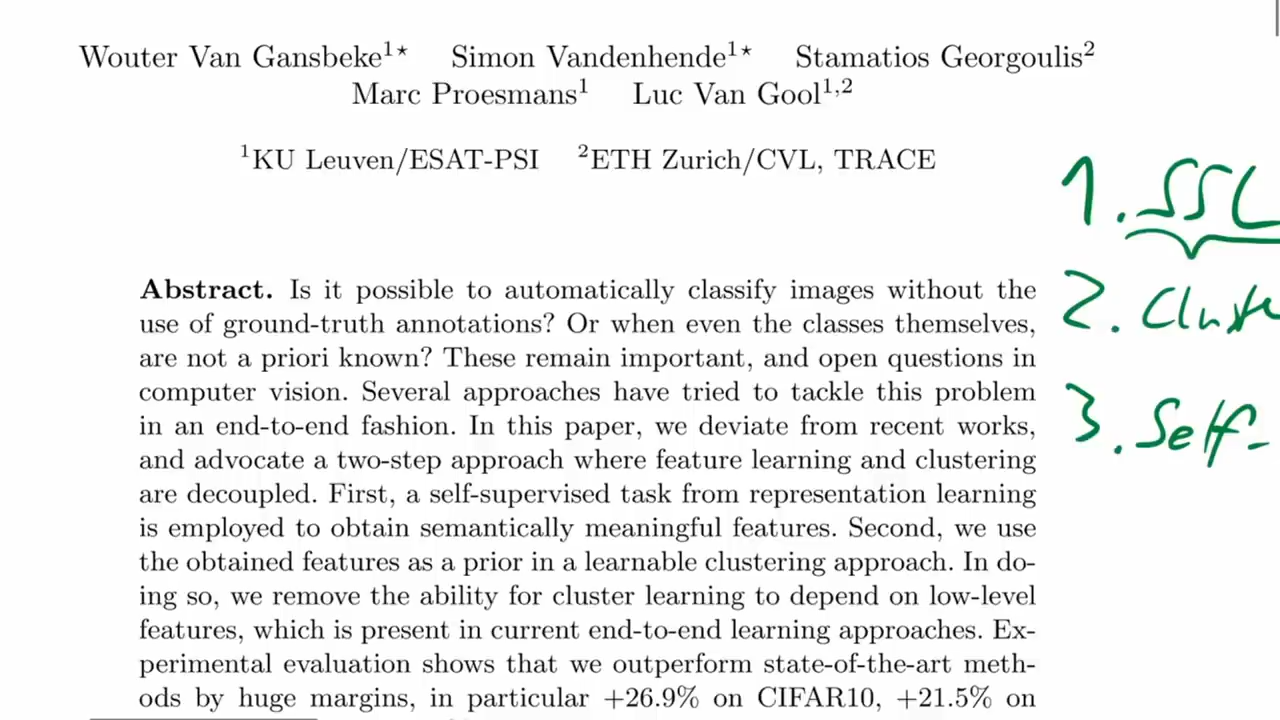 Wouter Van Gansbeke¹⋆ Simon Vandenhende¹⋆ Stamatios Georgoulis²
Marc Proesmans¹ Luc Van Gool¹,²
¹KU Leuven/ESAT-PSI ²ETH Zurich/CVL, TRACE
Abstract. Is it possible to automatically classify images without the
use of ground-truth annotations? Or when even the classes themselves,
are not a priori known? These remain important, and open questions in
computer vision. Several approaches have tried to tackle this problem
in an end-to-end fashion. In this paper, we deviate from recent works,
and advocate a two-step approach where feature learning and clustering
are decoupled. First, a self-supervised task from representation learning
is employed to obtain semantically meaningful features. Second, we use
the obtained features as a prior in a learnable clustering approach. In do-
ing so, we remove the ability for cluster learning to depend on low-level
features, which is present in current end-to-end learning approaches. Ex-
perimental evaluation shows that we outperform state-of-the-art meth-
ods by huge margins, in particular +26.9% on CIFAR10, +21.5% on
1. SSL
2. Cluste
3. Self-